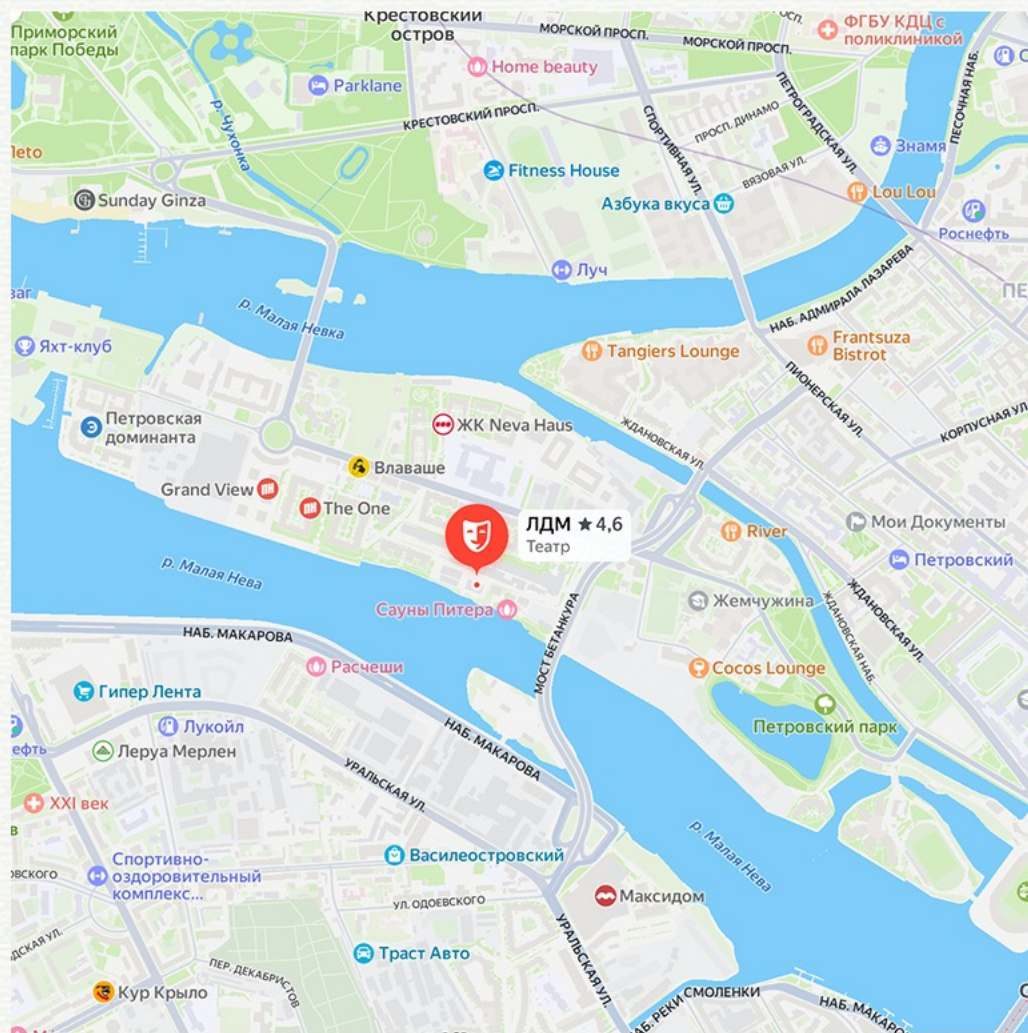 Крестовский
остров
Приморский
парк Победы
МОРСКОЙ ПРОСП.
МОРСКОЙ ПРОСП.
ФГБУ КДЦ с
поликлиникой
Home beauty
Parklane
КРЕСТОВСКИЙ ПРОСП.
р. Чухонка
СПОРТИВНАЯ УЛ.
ПРОСП. ДИНАМО
ПЕТРОГРАДСКАЯ УЛ.
ПЕСОЧНАЯ НАБ.
Знамя
ВЯЗОВАЯ УЛ.
Fitness House
Lou Lou
Sunday Ginza
Азбука вкуса
Роснефть
Луч
НАБ. АДМИРАЛА ЛАЗАРЕВА
р. Малая Невка
Яхт-клуб
Tangiers Lounge
Frantsuza
Bistrot
ПИОНЕРСКАЯ УЛ.
КОРПУСНАЯ УЛ.
Петровская
доминанта
ЖК Neva Haus
ЖДАНОВСКАЯ УЛ.
Влаваше
Grand View
The One
ЛДМ ★ 4,6
Театр
River
Мои Документы
Петровский
р. Малая Нева
Сауны Питера
Жемчужина
ЖДАНОВСКАЯ УЛ.
ЖДАНОВСКАЯ НАБ.
МОСТ БЕТАНКУРА
НАБ. МАКАРОВА
Расчеши
Cocos Lounge
Гипер Лента
Лукойл
Петровский парк
Леруа Мерлен
НАБ. МАКАРОВА
УРАЛЬСКАЯ УЛ.
XXI век
р. Малая Нева
Василеостровский
Спортивно-
оздоровительный
комплекс...
Максидом
УЛ. ОДОЕВСКОГО
Траст Авто
УРАЛЬСКАЯ УЛ.
ПЕР. ДЕКАБРИСТОВ
Кур Крыло
АБ. РЕКИ СМОЛЕНКИ
НАБ. МАКАРО